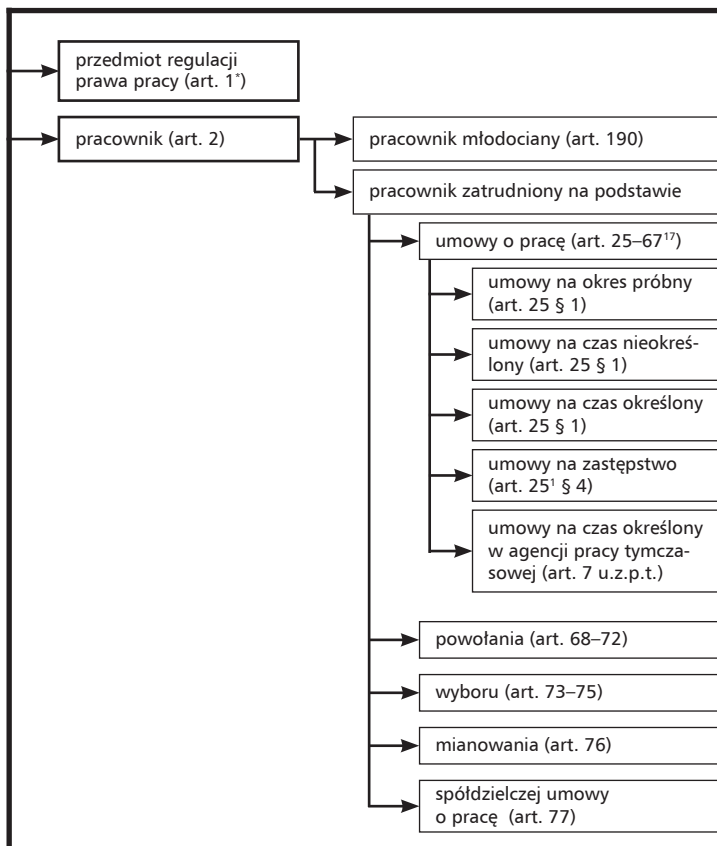 przedmiot regulacji
prawa pracy (art. 1*)
pracownik (art. 2)
pracownik młodociany (art. 190)
pracownik zatrudniony na podstawie
umowy o pracę (art. 25–67¹⁷)
umowy na okres próbny
(art. 25 § 1)
umowy na czas nieokreś-
lony (art. 25 § 1)
umowy na czas określony
(art. 25 § 1)
umowy na zastępstwo
(art. 25¹ § 4)
umowy na czas określony
w agencji pracy tymcza-
sowej (art. 7 u.z.p.t.)
powołania (art. 68–72)
wyboru (art. 73–75)
mianowania (art. 76)
spółdzielczej umowy
o pracę (art. 77)